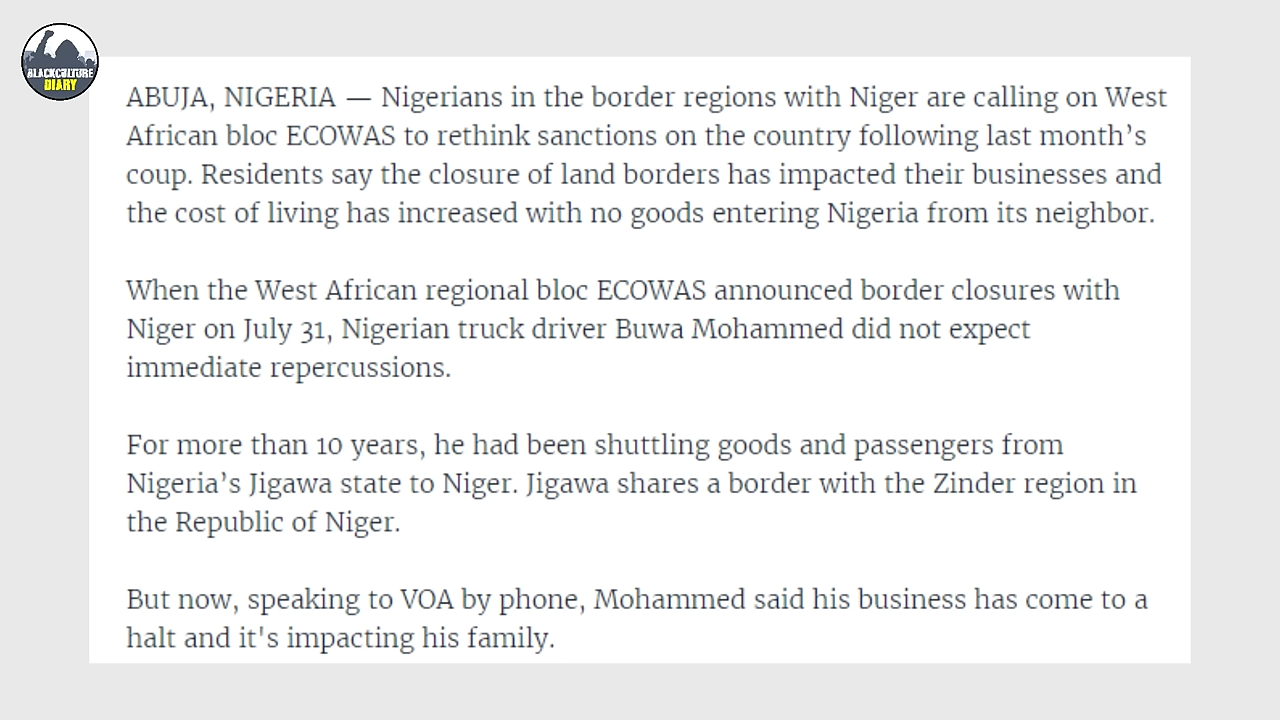 BLACKCULTURE
DIARY
ABUJA, NIGERIA — Nigerians in the border regions with Niger are calling on West
African bloc ECOWAS to rethink sanctions on the country following last month’s
coup. Residents say the closure of land borders has impacted their businesses and
the cost of living has increased with no goods entering Nigeria from its neighbor.
When the West African regional bloc ECOWAS announced border closures with
Niger on July 31, Nigerian truck driver Buwa Mohammed did not expect
immediate repercussions.
For more than 10 years, he had been shuttling goods and passengers from
Nigeria’s Jigawa state to Niger. Jigawa shares a border with the Zinder region in
the Republic of Niger.
But now, speaking to VOA by phone, Mohammed said his business has come to a
halt and it's impacting his family.